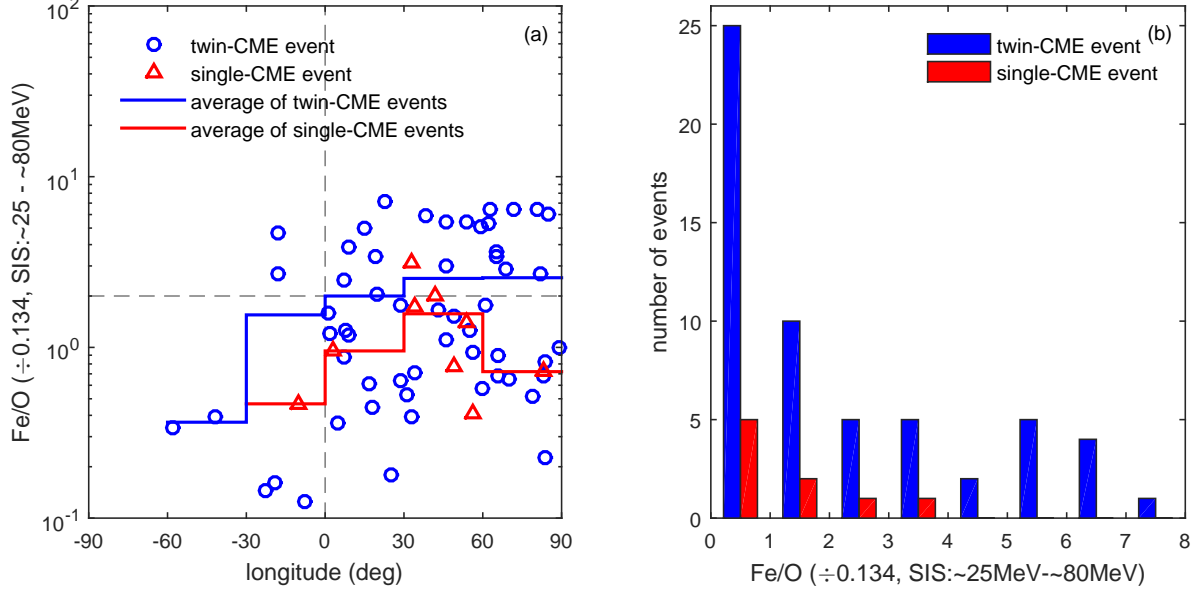 (a)
twin-CME event
single-CME event
average of twin-CME events
average of single-CME events
Fe/O (÷0.134, SIS:~25 - ~80MeV)
10^2
10^1
10^0
10^-1
-90 -60 -30 0 30 60 90
longitude (deg)
(b)
twin-CME event
single-CME event
number of events
25
20
15
10
5
0
0 1 2 3 4 5 6 7 8
Fe/O (÷0.134, SIS:~25MeV-~80MeV)